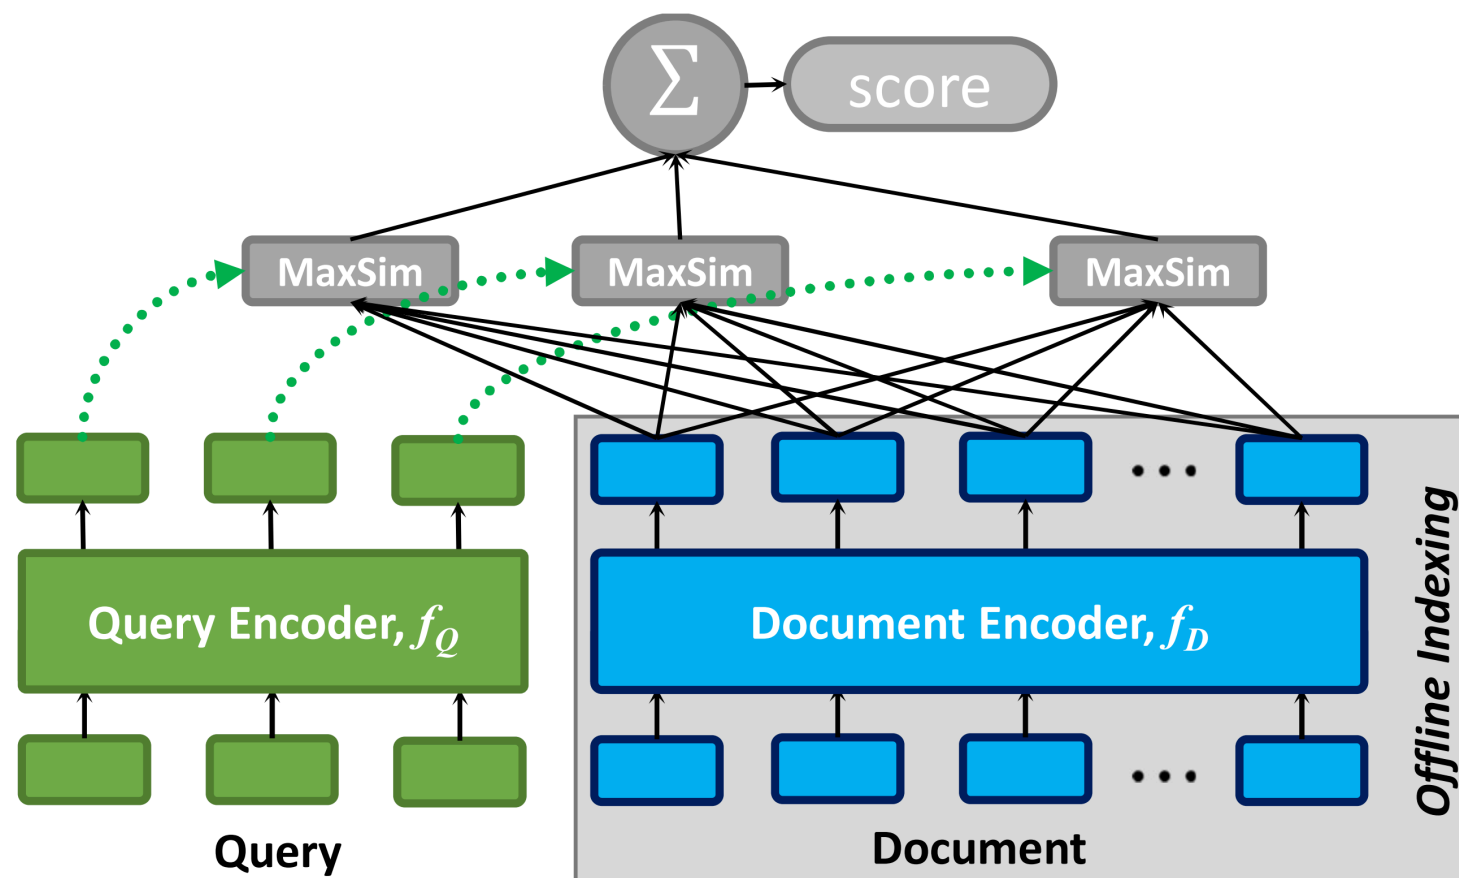 Σ
score
MaxSim
MaxSim
MaxSim
Query Encoder, f_Q
Document Encoder, f_D
Offline Indexing
Query
Document